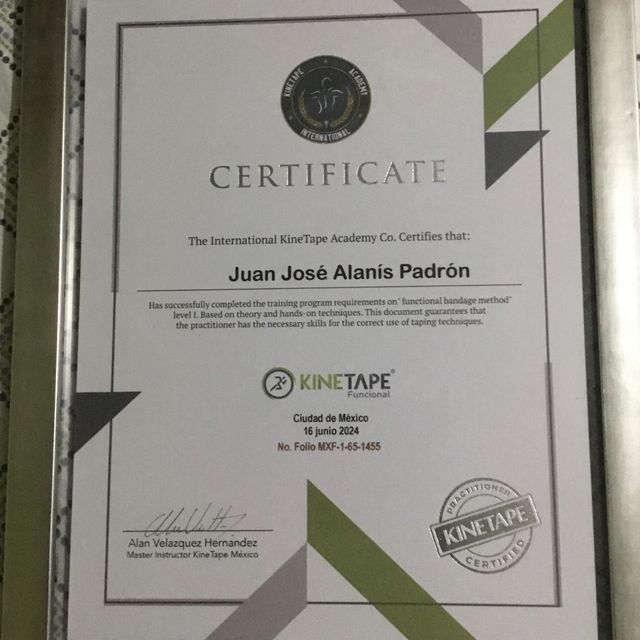 KINETAPE ACADEMY
INTERNATIONAL
CERTIFICATE
The International KineTape Academy Co. Certifies that:
Juan José Alanís Padrón
Has successfully completed the training program requirements on" functional bandage method"
level I. Based on theory and hands-on techniques. This document guarantees that
the practitioner has the necessary skills for the correct use of taping techniques.
KINETAPE®
Funcional
Ciudad de México
16 junio 2024
No. Folio MXF-1-65-1455
Alan Velazquez Hernández
Master Instructor KineTape México
PRACTITIONER
KINETAPE
CERTIFIED